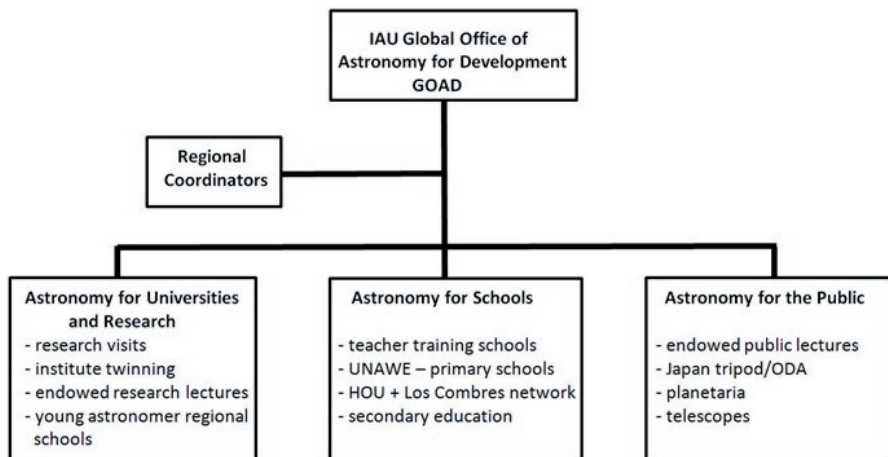 IAU Global Office of
Astronomy for Development
GOAD
Regional
Coordinators
Astronomy for Universities
and Research
- research visits
- institute twinning
- endowed research lectures
- young astronomer regional
schools
Astronomy for Schools
- teacher training schools
- UNAWE – primary schools
- HOU + Los Combres network
- secondary education
Astronomy for the Public
- endowed public lectures
- Japan tripod/ODA
- planetaria
- telescopes